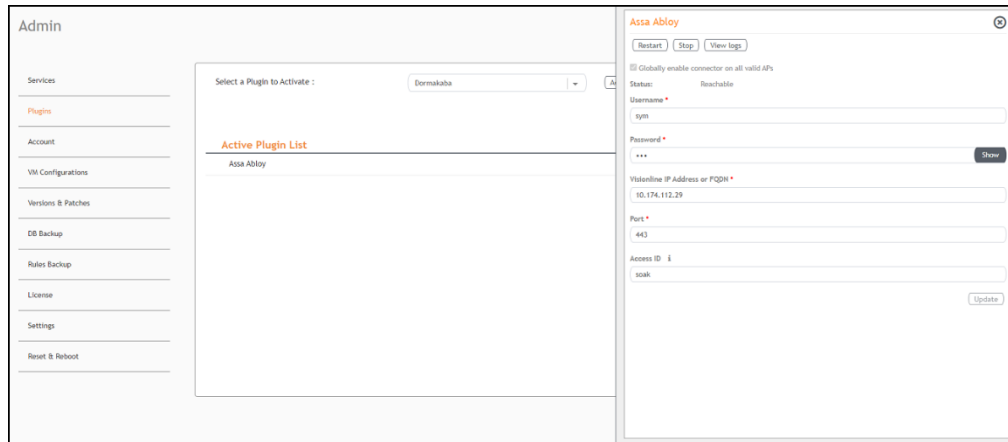 Admin
Services
Plugins
Account
VM Configurations
Versions & Patches
DB Backup
Rules Backup
License
Settings
Reset & Reboot
Select a Plugin to Activate :
Dormakaba
Active Plugin List
Assa Abloy
Assa Abloy
Restart Stop View logs
Globally enable connector on all valid APs
Status: Reachable
Username *
sym
Password *
••• Show
Visionline IP Address or FQDN *
10.174.112.29
Port *
443
Access ID i
soak
Update